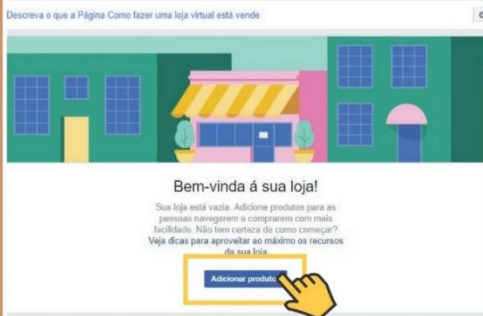 Descreva o que a Página Como fazer uma loja virtual está vende
Bem-vinda á sua loja!
Sua loja está vazia. Adicione produtos para as
pessoas navegarem e comprarem com mais
facilidade. Não tem certeza de como começar?
Veja dicas para aproveitar ao máximo os recursos
da sua loja
Adicionar produto